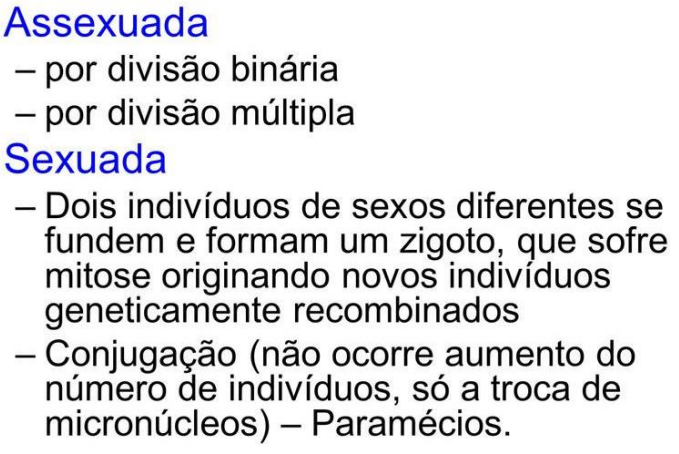 Assexuada
– por divisão binária
– por divisão múltipla
Sexuada
– Dois indivíduos de sexos diferentes se
fundem e formam um zigoto, que sofre
mitose originando novos indivíduos
geneticamente recombinados
– Conjugação (não ocorre aumento do
número de indivíduos, só a troca de
micronúcleos) – Paramécios.